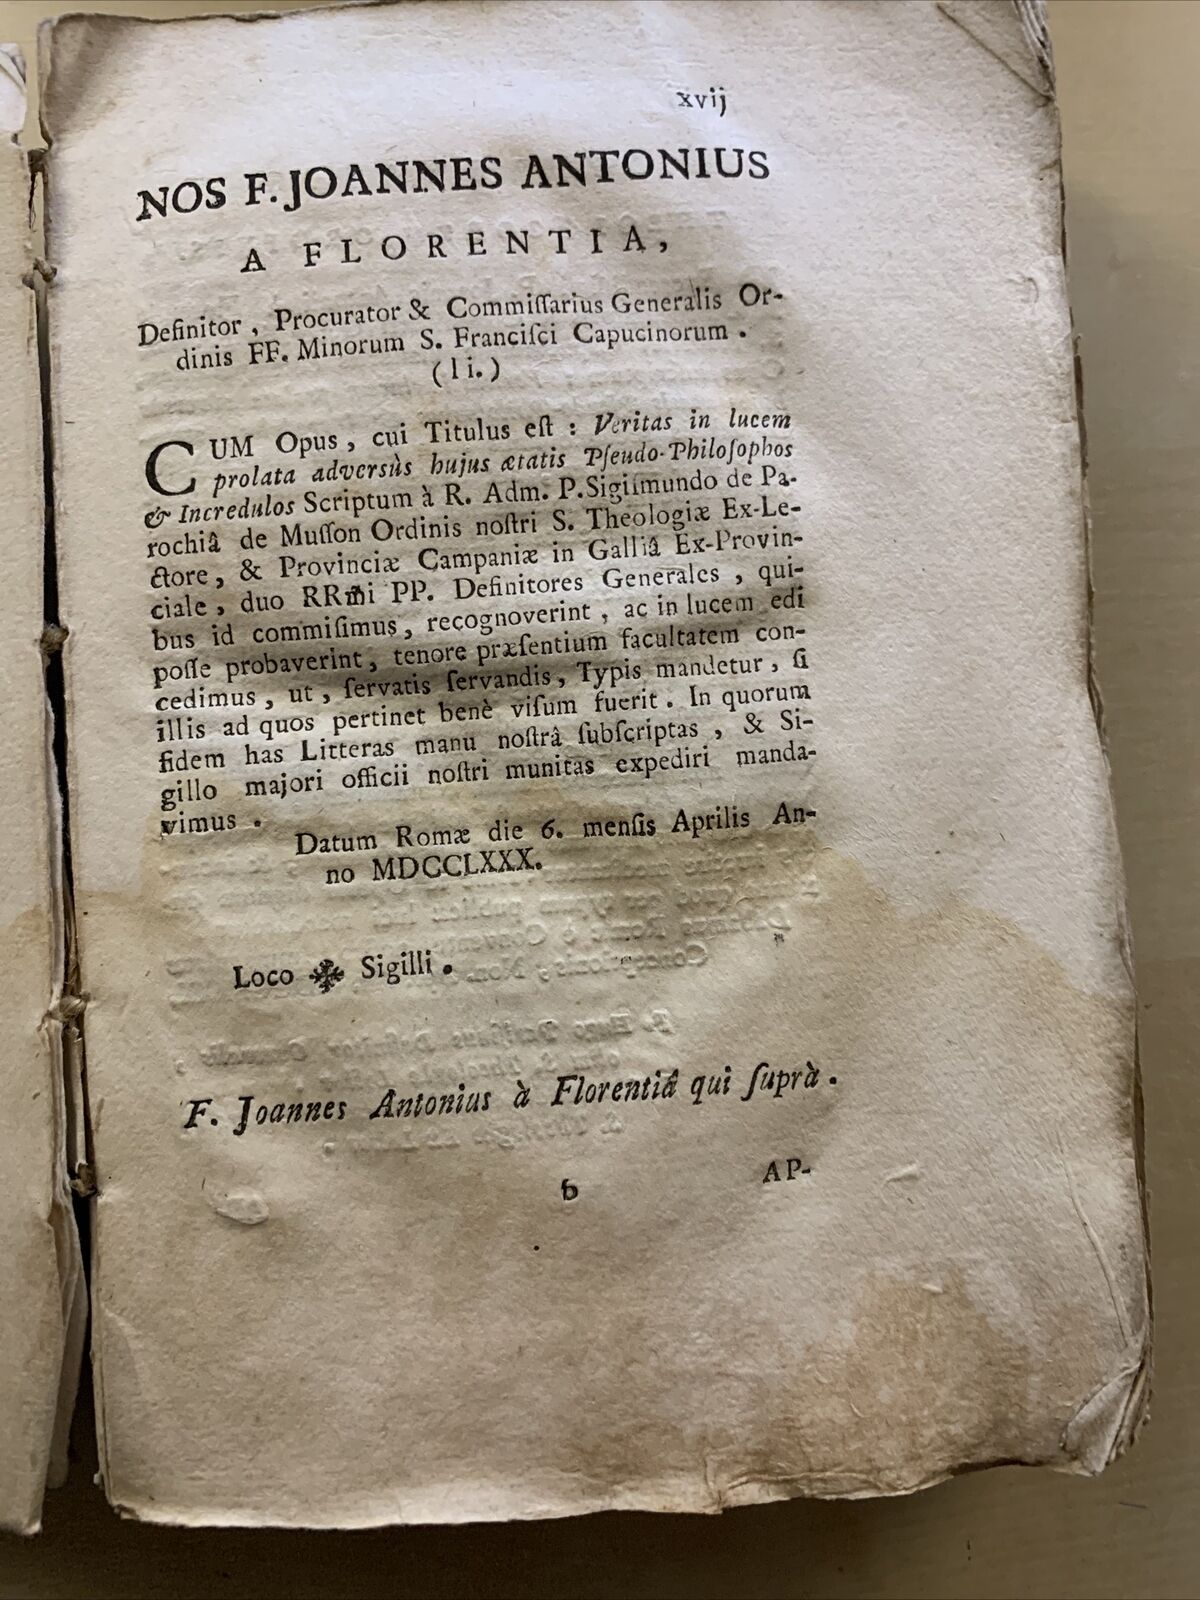 xvij
NOS F. JOANNES ANTONIUS
A FLORENTIA,
Definitor, Procurator & Commiſſarius Generalis Or-
dinis FF. Minorum S. Franciſci Capucinorum.
(li.)
CUM Opus, cui Titulus eſt : Veritas in lucem
prolata adversùs hujus ætatis Pſeudo-Philoſophos
& Incredulos Scriptum à R. Adm. P. Sigiſmundo de Pa-
rochiâ de Muſſon Ordinis noſtri S. Theologiæ Ex-Le-
ctore, & Provinciæ Campaniæ in Galliâ Ex-Provin-
ciale, duo RRm̃i PP. Definitores Generales, qui-
bus id commiſimus, recognoverint, ac in lucem edi
poſſe probaverint, tenore præſentium facultatem con-
cedimus, ut, ſervatis ſervandis, Typis mandetur, ſi
illis ad quos pertinet benè viſum fuerit. In quorum
fidem has Litteras manu noſtrâ ſubſcriptas, & Si-
gillo majori officii noſtri munitas expediri manda-
vimus.
Datum Romæ die 6. menſis Aprilis An-
no MDCCLXXX.
Loco ✠ Sigilli.
F. Joannes Antonius à Florentiâ qui ſuprà.
b
AP-